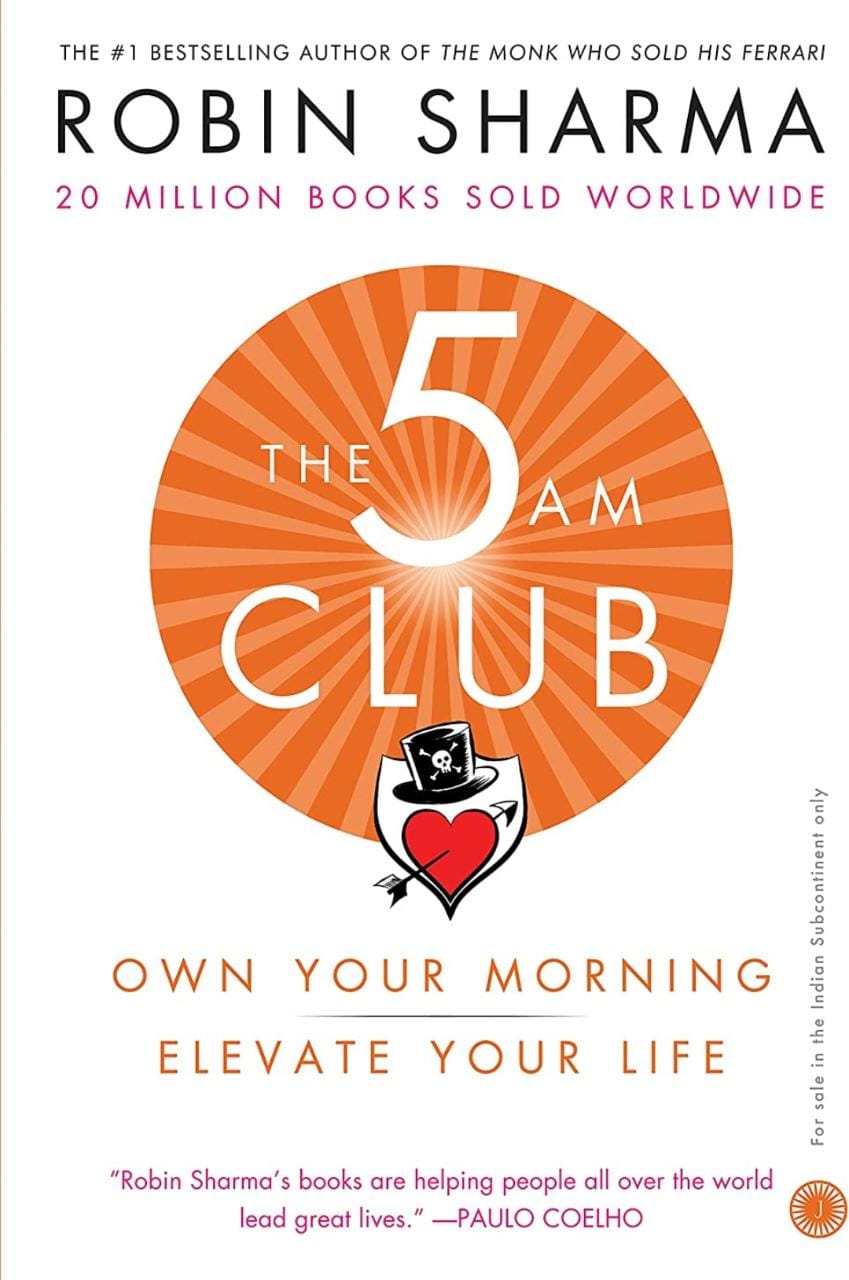 THE #1 BESTSELLING AUTHOR OF THE MONK WHO SOLD HIS FERRARI
ROBIN SHARMA
20 MILLION BOOKS SOLD WORLDWIDE
THE 5 AM
CLUB
OWN YOUR MORNING
ELEVATE YOUR LIFE
For sale in the Indian Subcontinent only
“Robin Sharma’s books are helping people all over the world
lead great lives.” —PAULO COELHO
J